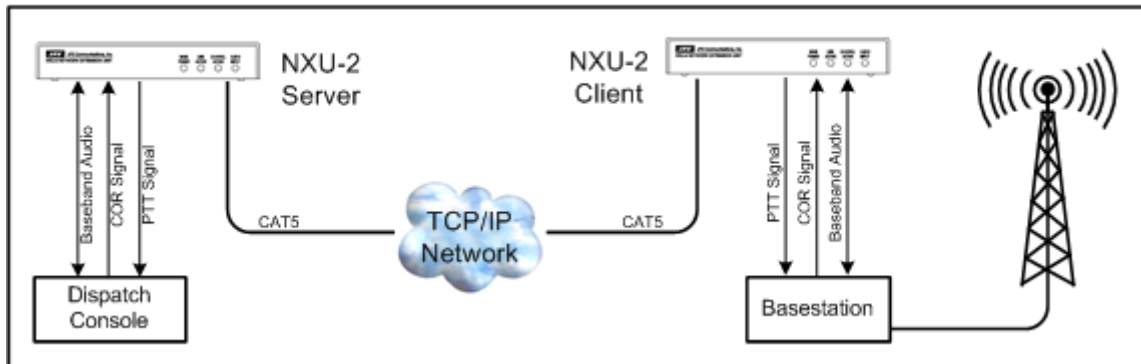 NXU-2
Server
NXU-2
Client
Baseband Audio
COR Signal
PTT Signal
CAT5
TCP/IP
Network
CAT5
PTT Signal
COR Signal
Baseband Audio
Dispatch
Console
Basestation